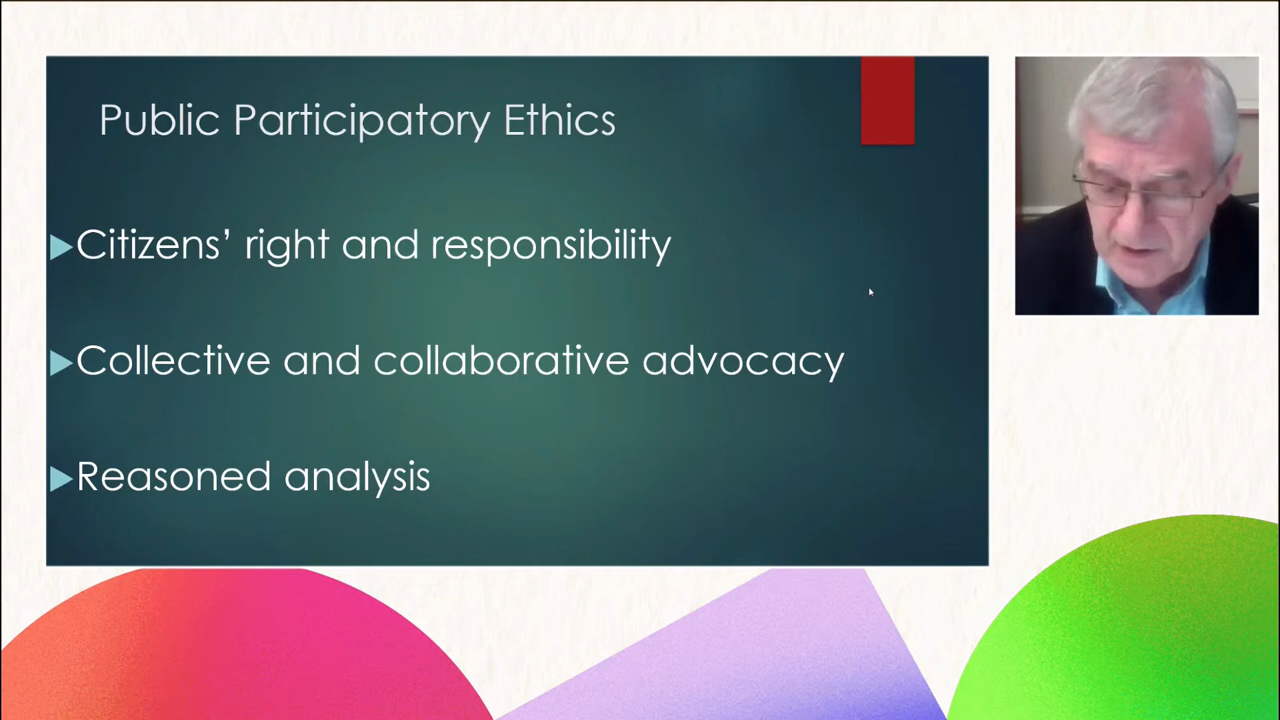 Public Participatory Ethics
Citizens’ right and responsibility
Collective and collaborative advocacy
Reasoned analysis